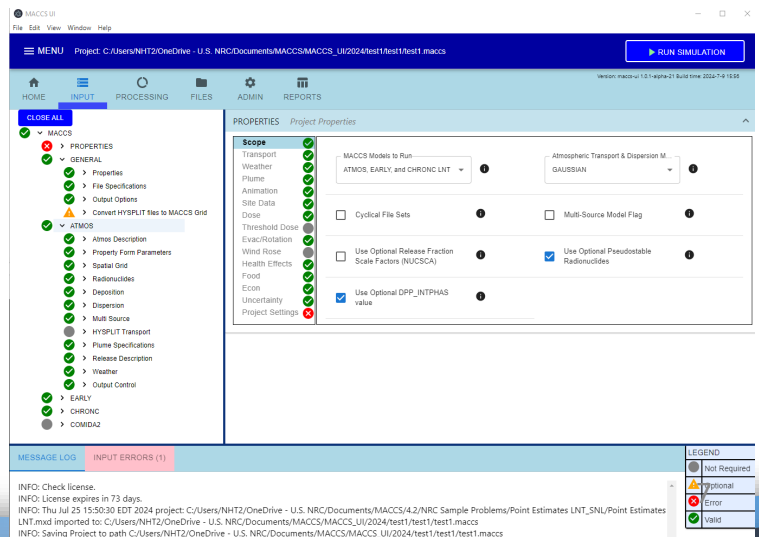 MACCS UI
File Edit View Window Help
MENU Project: C:/Users/NHT2/OneDrive - U.S. NRC/Documents/MACCS/MACCS_UI/2024/test1/test1/test1.maccs
RUN SIMULATION
HOME INPUT PROCESSING FILES ADMIN REPORTS
Version: maccs-ui 1.0.1-alpha-21 Build time: 2024-7-9 15:56
CLOSE ALL
MACCS
PROPERTIES
GENERAL
Properties
File Specifications
Output Options
Convert HYSPLIT files to MACCS Grid
ATMOS
Atmos Description
Property Form Parameters
Spatial Grid
Radionuclides
Deposition
Dispersion
Multi Source
HYSPLIT Transport
Plume Specifications
Release Description
Weather
Output Control
EARLY
CHRONC
COMIDA2
PROPERTIES Project Properties
Scope
Transport
Weather
Plume
Animation
Site Data
Dose
Threshold Dose
Evac/Rotation
Wind Rose
Health Effects
Food
Econ
Uncertainty
Project Settings
MACCS Models to Run
ATMOS, EARLY, and CHRONC LNT
Atmospheric Transport & Dispersion M...
GAUSSIAN
Cyclical File Sets
Multi-Source Model Flag
Use Optional Release Fraction
Scale Factors (NUCSCA)
Use Optional Pseudostable
Radionuclides
Use Optional DPP_INTPHAS
value
MESSAGE LOG INPUT ERRORS (1)
INFO: Check license.
INFO: License expires in 73 days.
INFO: Thu Jul 25 15:50:30 EDT 2024 project: C:/Users/NHT2/OneDrive - U.S. NRC/Documents/MACCS/4.2/NRC Sample Problems/Point Estimates LNT_SNL/Point Estimates
LNT.mxd imported to: C:/Users/NHT2/OneDrive - U.S. NRC/Documents/MACCS/MACCS_UI/2024/test1/test1/test1.maccs
INFO: Saving Project to path C:/Users/NHT2/OneDrive - U.S. NRC/Documents/MACCS/MACCS_UI/2024/test1/test1/test1.maccs
LEGEND
Not Required
Optional
Error
Valid